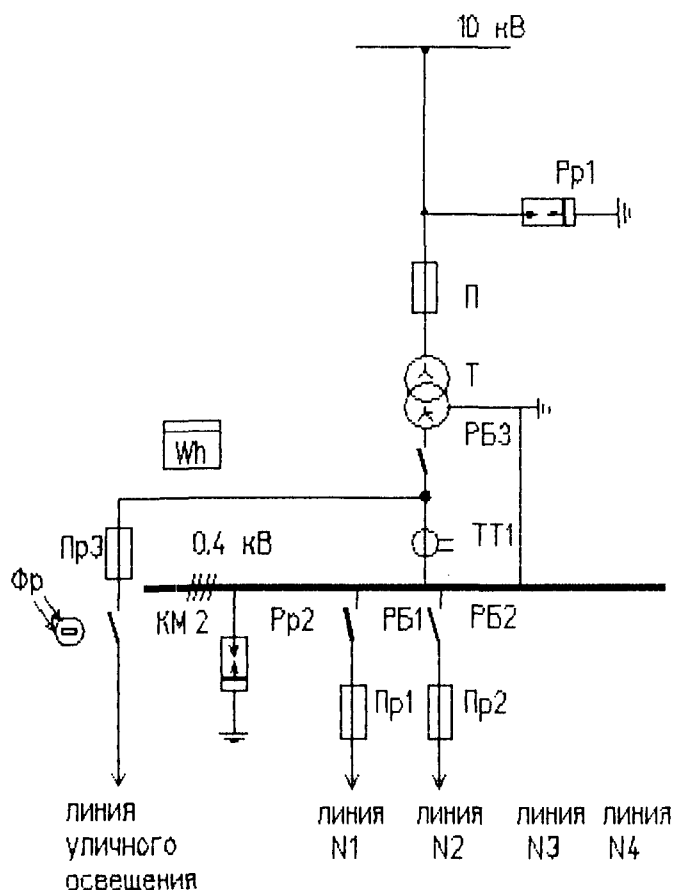 10 кВ
Рр1
П
Т
РБ3
Wh
Пр3
0.4 кВ
ТТ1
Фр
КМ 2
Рр2
РБ1
РБ2
Пр1
Пр2
линия
уличного
освещения
линия
N1
линия
N2
линия
N3
линия
N4